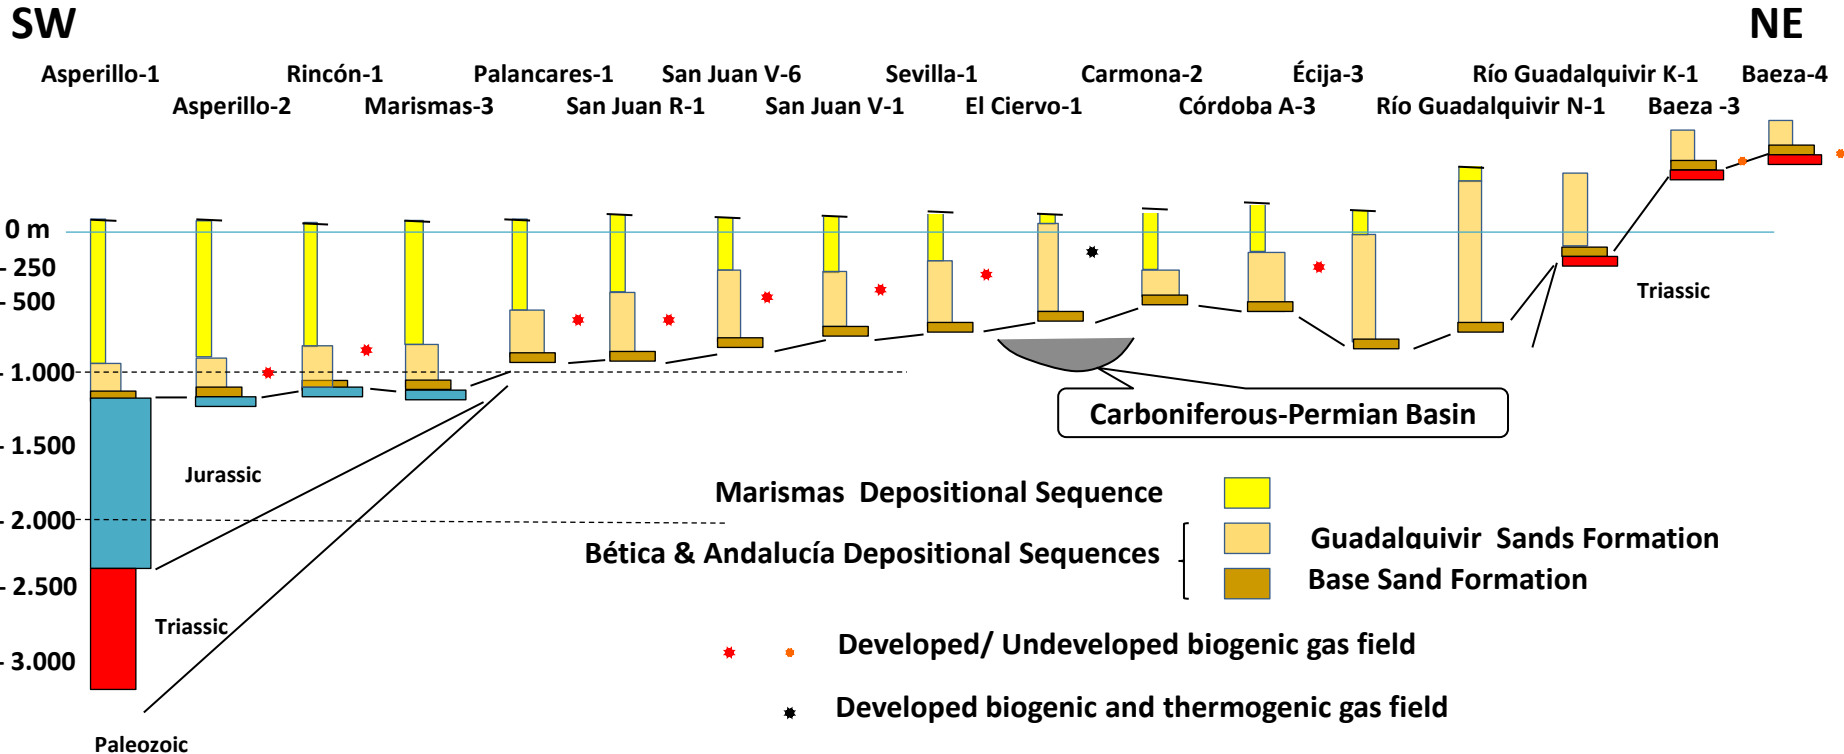 SW
NE
Asperillo-1
Rincón-1
Palancares-1
San Juan V-6
Sevilla-1
Carmona-2
Écija-3
Río Guadalquivir K-1
Baeza-4
Asperillo-2
Marismas-3
San Juan R-1
San Juan V-1
El Ciervo-1
Córdoba A-3
Río Guadalquivir N-1
Baeza -3
0 m
- 250
- 500
- 1.000
- 1.500
- 2.000
- 2.500
- 3.000
Triassic
Carboniferous-Permian Basin
Jurassic
Marismas Depositional Sequence
Bética & Andalucía Depositional Sequences
Guadalquivir Sands Formation
Base Sand Formation
Triassic
Developed/ Undeveloped biogenic gas field
Developed biogenic and thermogenic gas field
Paleozoic